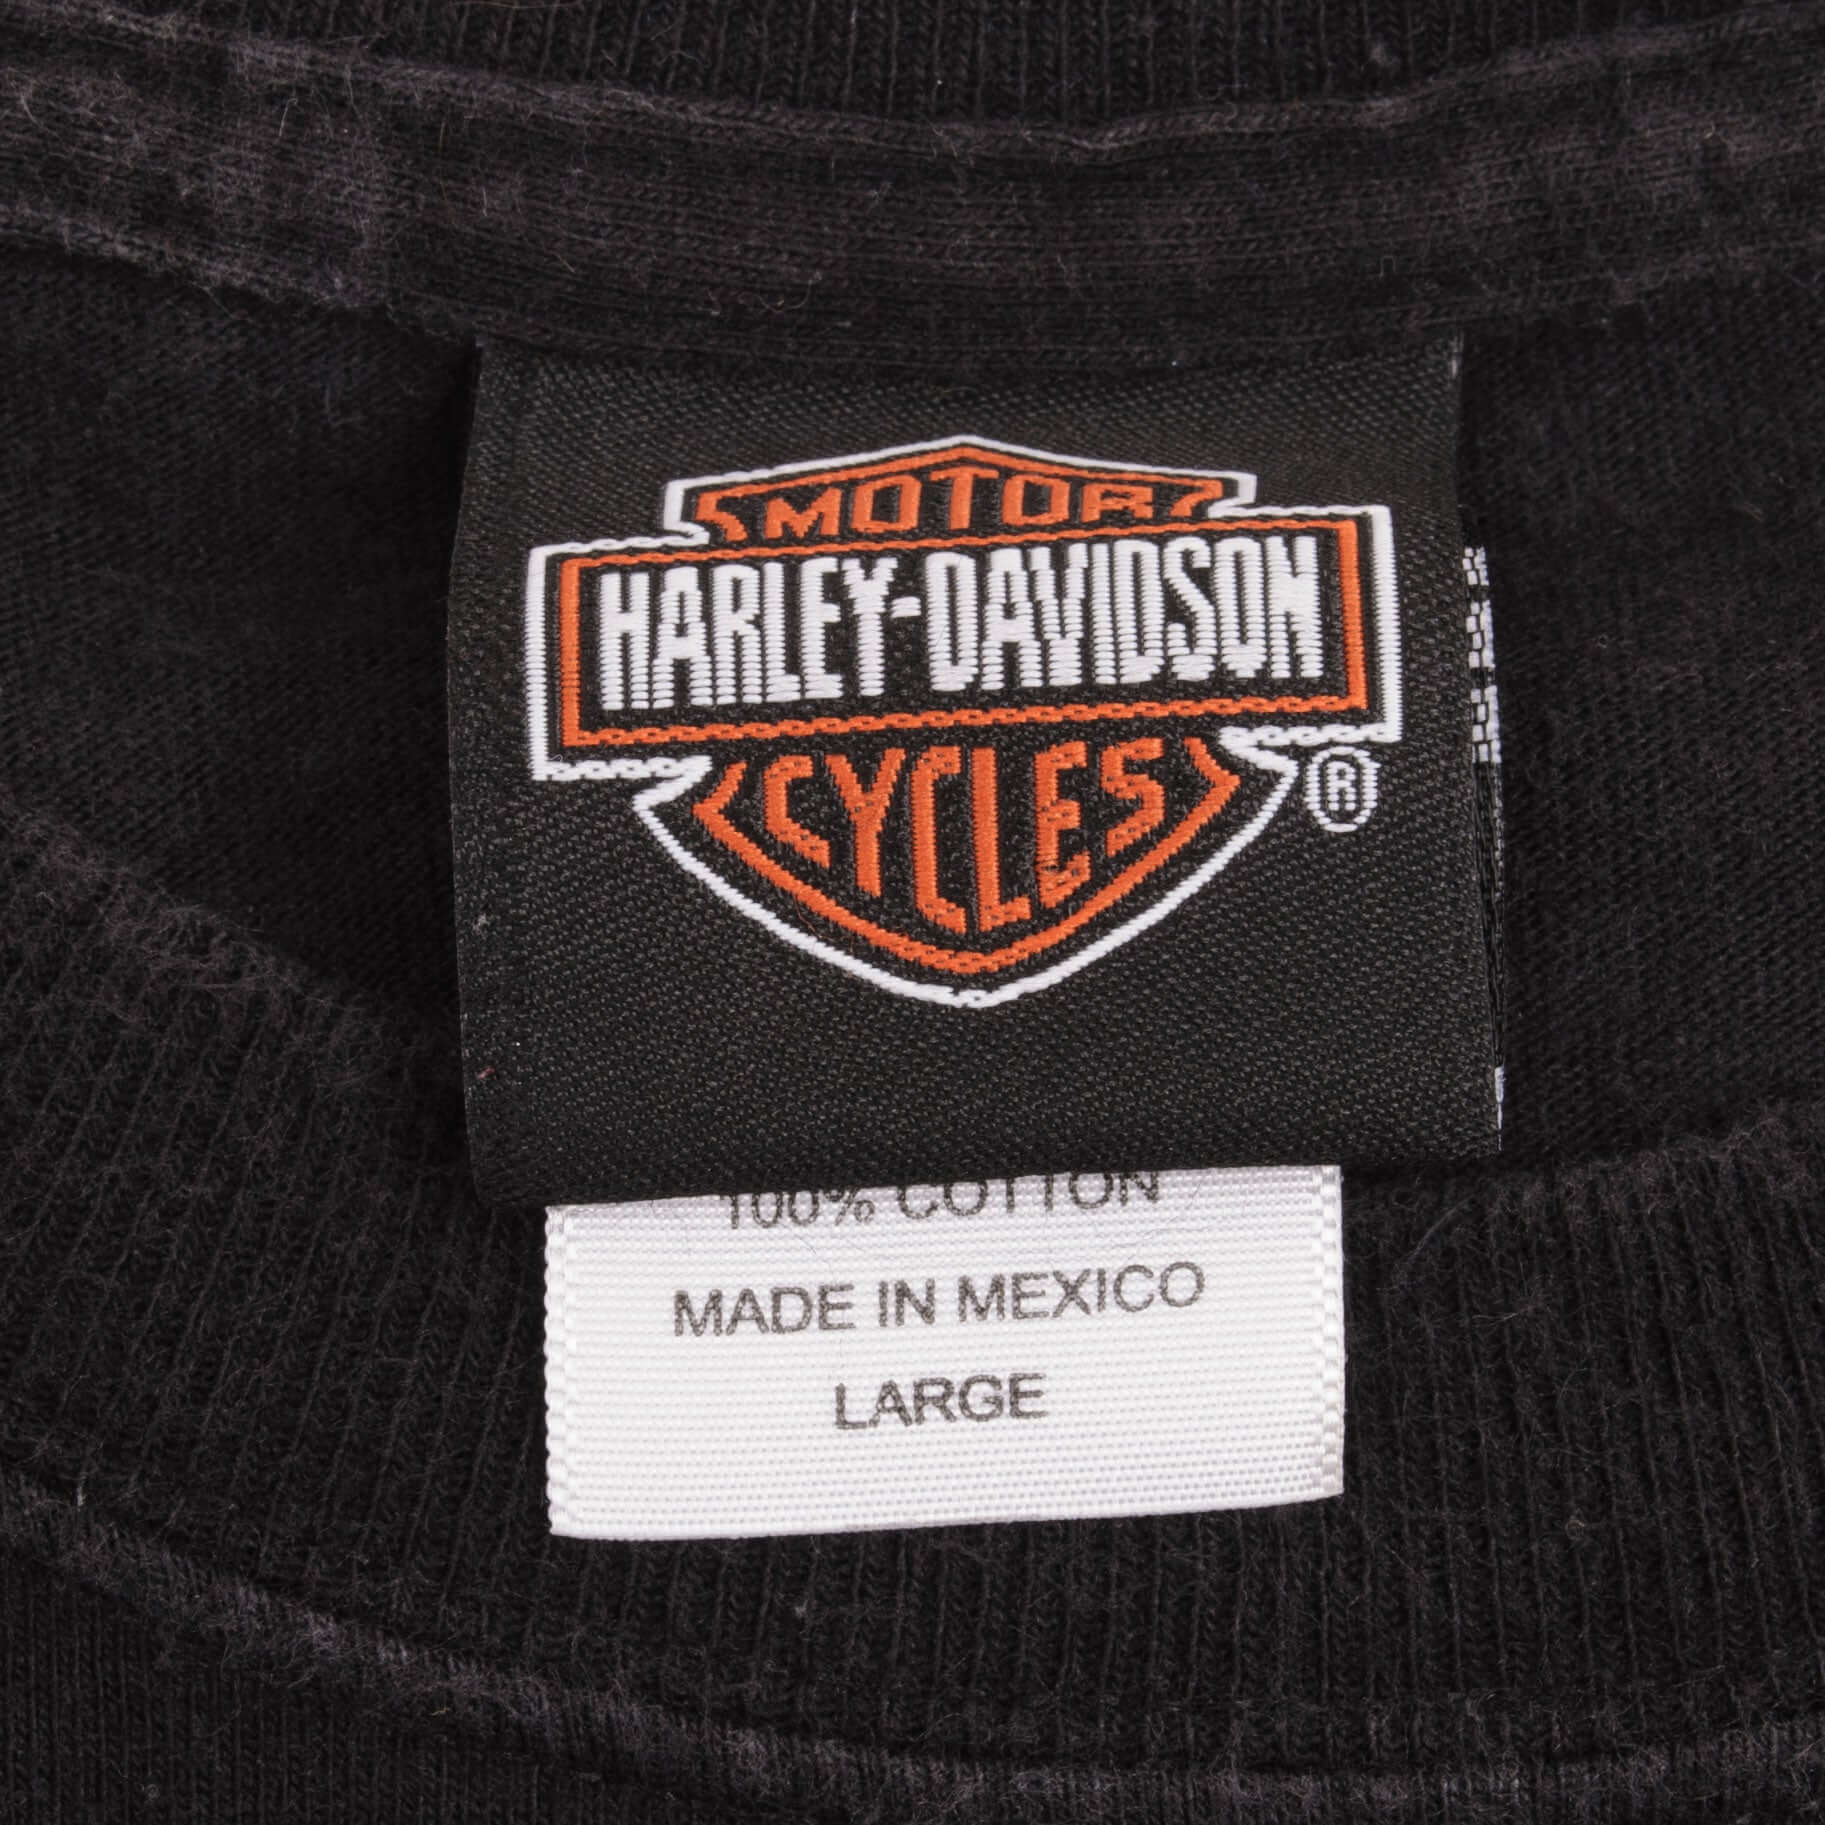 MOTOR
HARLEY-DAVIDSON
CYCLES
®
100% COTTON
MADE IN MEXICO
LARGE